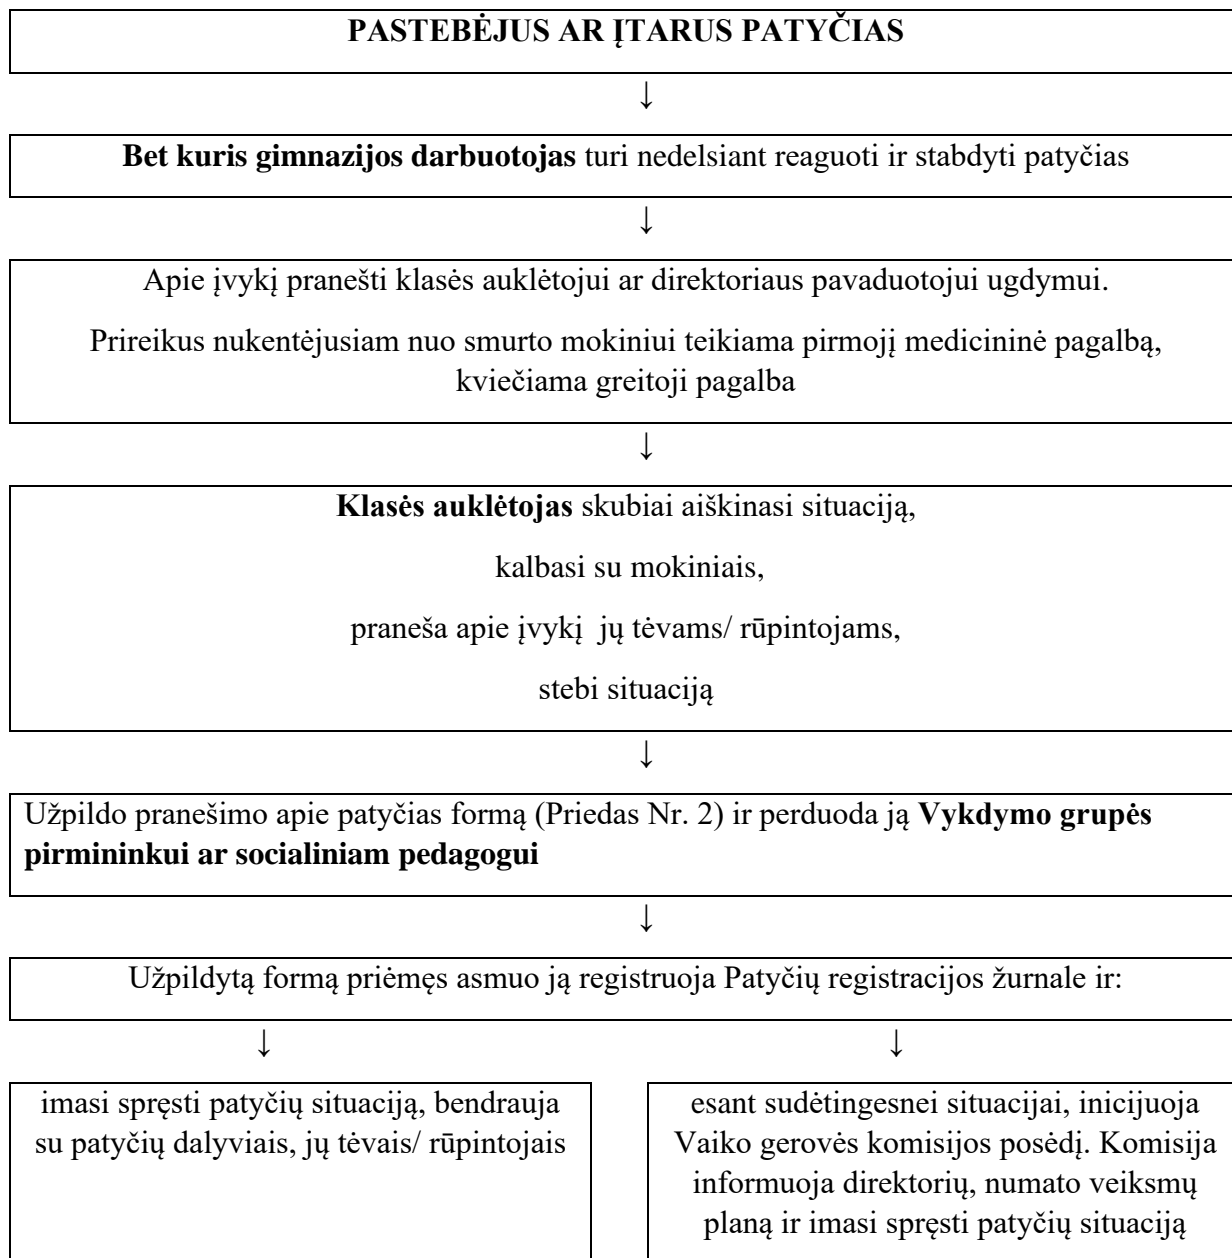 PASTEBĖJUS AR ĮTARUS PATYČIAS
↓
Bet kuris gimnazijos darbuotojas turi nedelsiant reaguoti ir stabdyti patyčias
↓
Apie įvykį pranešti klasės auklėtojui ar direktoriaus pavaduotojui ugdymui.
Prireikus nukentėjusiam nuo smurto mokiniui teikiama pirmojį medicininė pagalbą,
kviečiama greitoji pagalba
↓
Klasės auklėtojas skubiai aiškinasi situaciją,
kalbasi su mokiniais,
praneša apie įvykį jų tėvams/ rūpintojams,
stebi situaciją
↓
Užpildo pranešimo apie patyčias formą (Priedas Nr. 2) ir perduoda ją Vykdymo grupės
pirmininkui ar socialiniam pedagogui
↓
Užpildytą formą priėmęs asmuo ją registruoja Patyčių registracijos žurnale ir:
↓ ↓
imasi spręsti patyčių situaciją, bendrauja
su patyčių dalyviais, jų tėvais/ rūpintojais
esant sudėtingesnei situacijai, inicijuoja
Vaiko gerovės komisijos posėdį. Komisija
informuoja direktorių, numato veiksmų
planą ir imasi spręsti patyčių situaciją